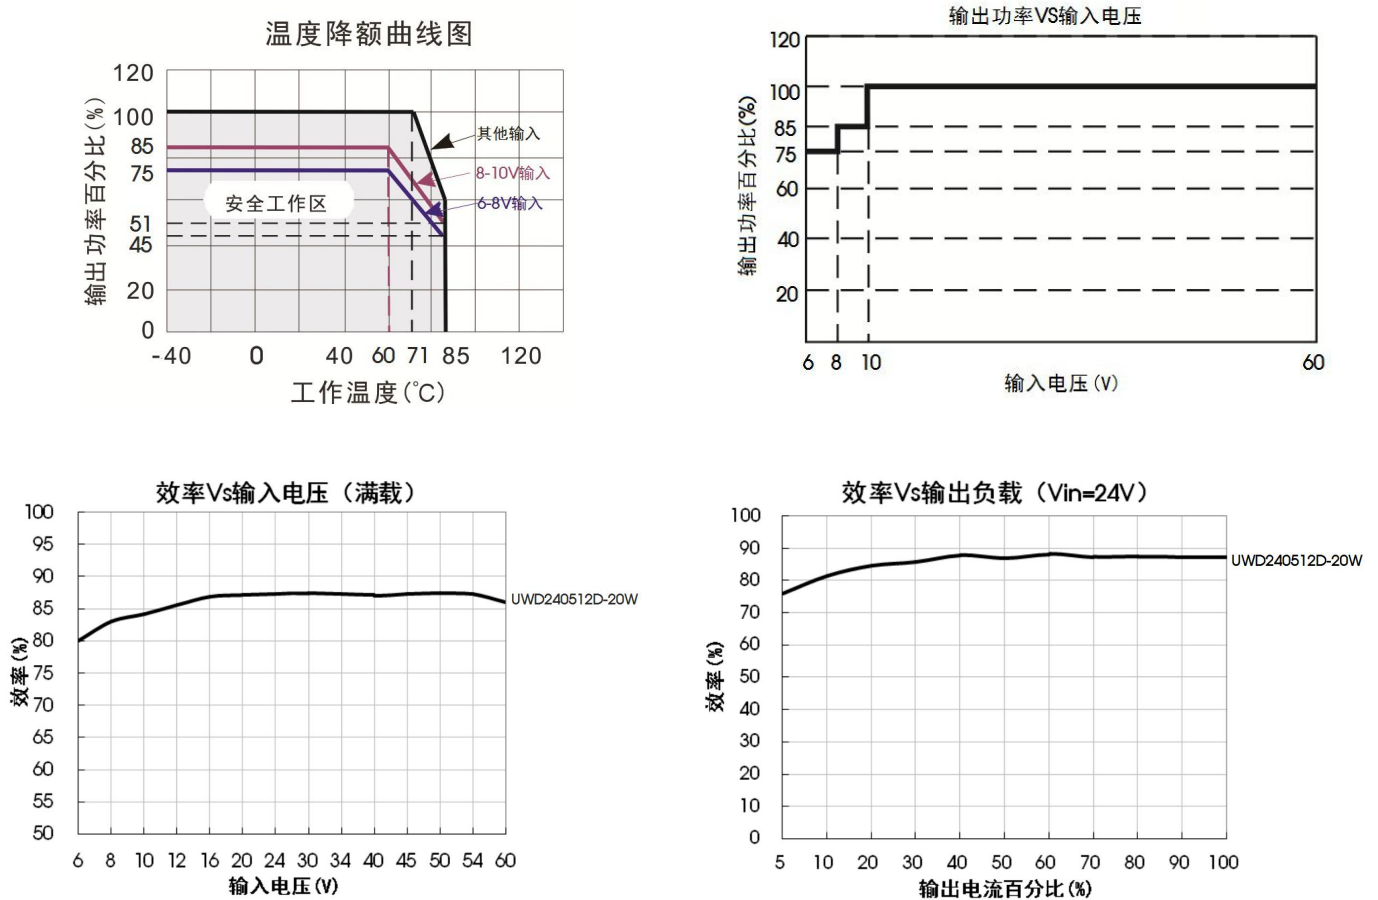 温度降额曲线图
输出功率百分比(%)
120
100
85
75
51
45
20
0
其他输入
8-10V输入
6-8V输入
安全工作区
-40 0 40 60 71 85 120
工作温度(℃)
输出功率VS输入电压
输出功率百分比(%)
120
100
85
75
60
40
20
6 8 10 60
输入电压(V)
效率Vs输入电压（满载）
效率(%)
100
95
90
85
80
75
70
65
60
55
50
UWD240512D-20W
6 8 10 12 16 20 24 30 34 40 45 50 54 60
输入电压(V)
效率Vs输出负载（Vin=24V）
效率(%)
100
90
80
70
60
50
40
30
20
10
0
UWD240512D-20W
5 10 20 30 40 50 60 70 80 90 100
输出电流百分比(%)